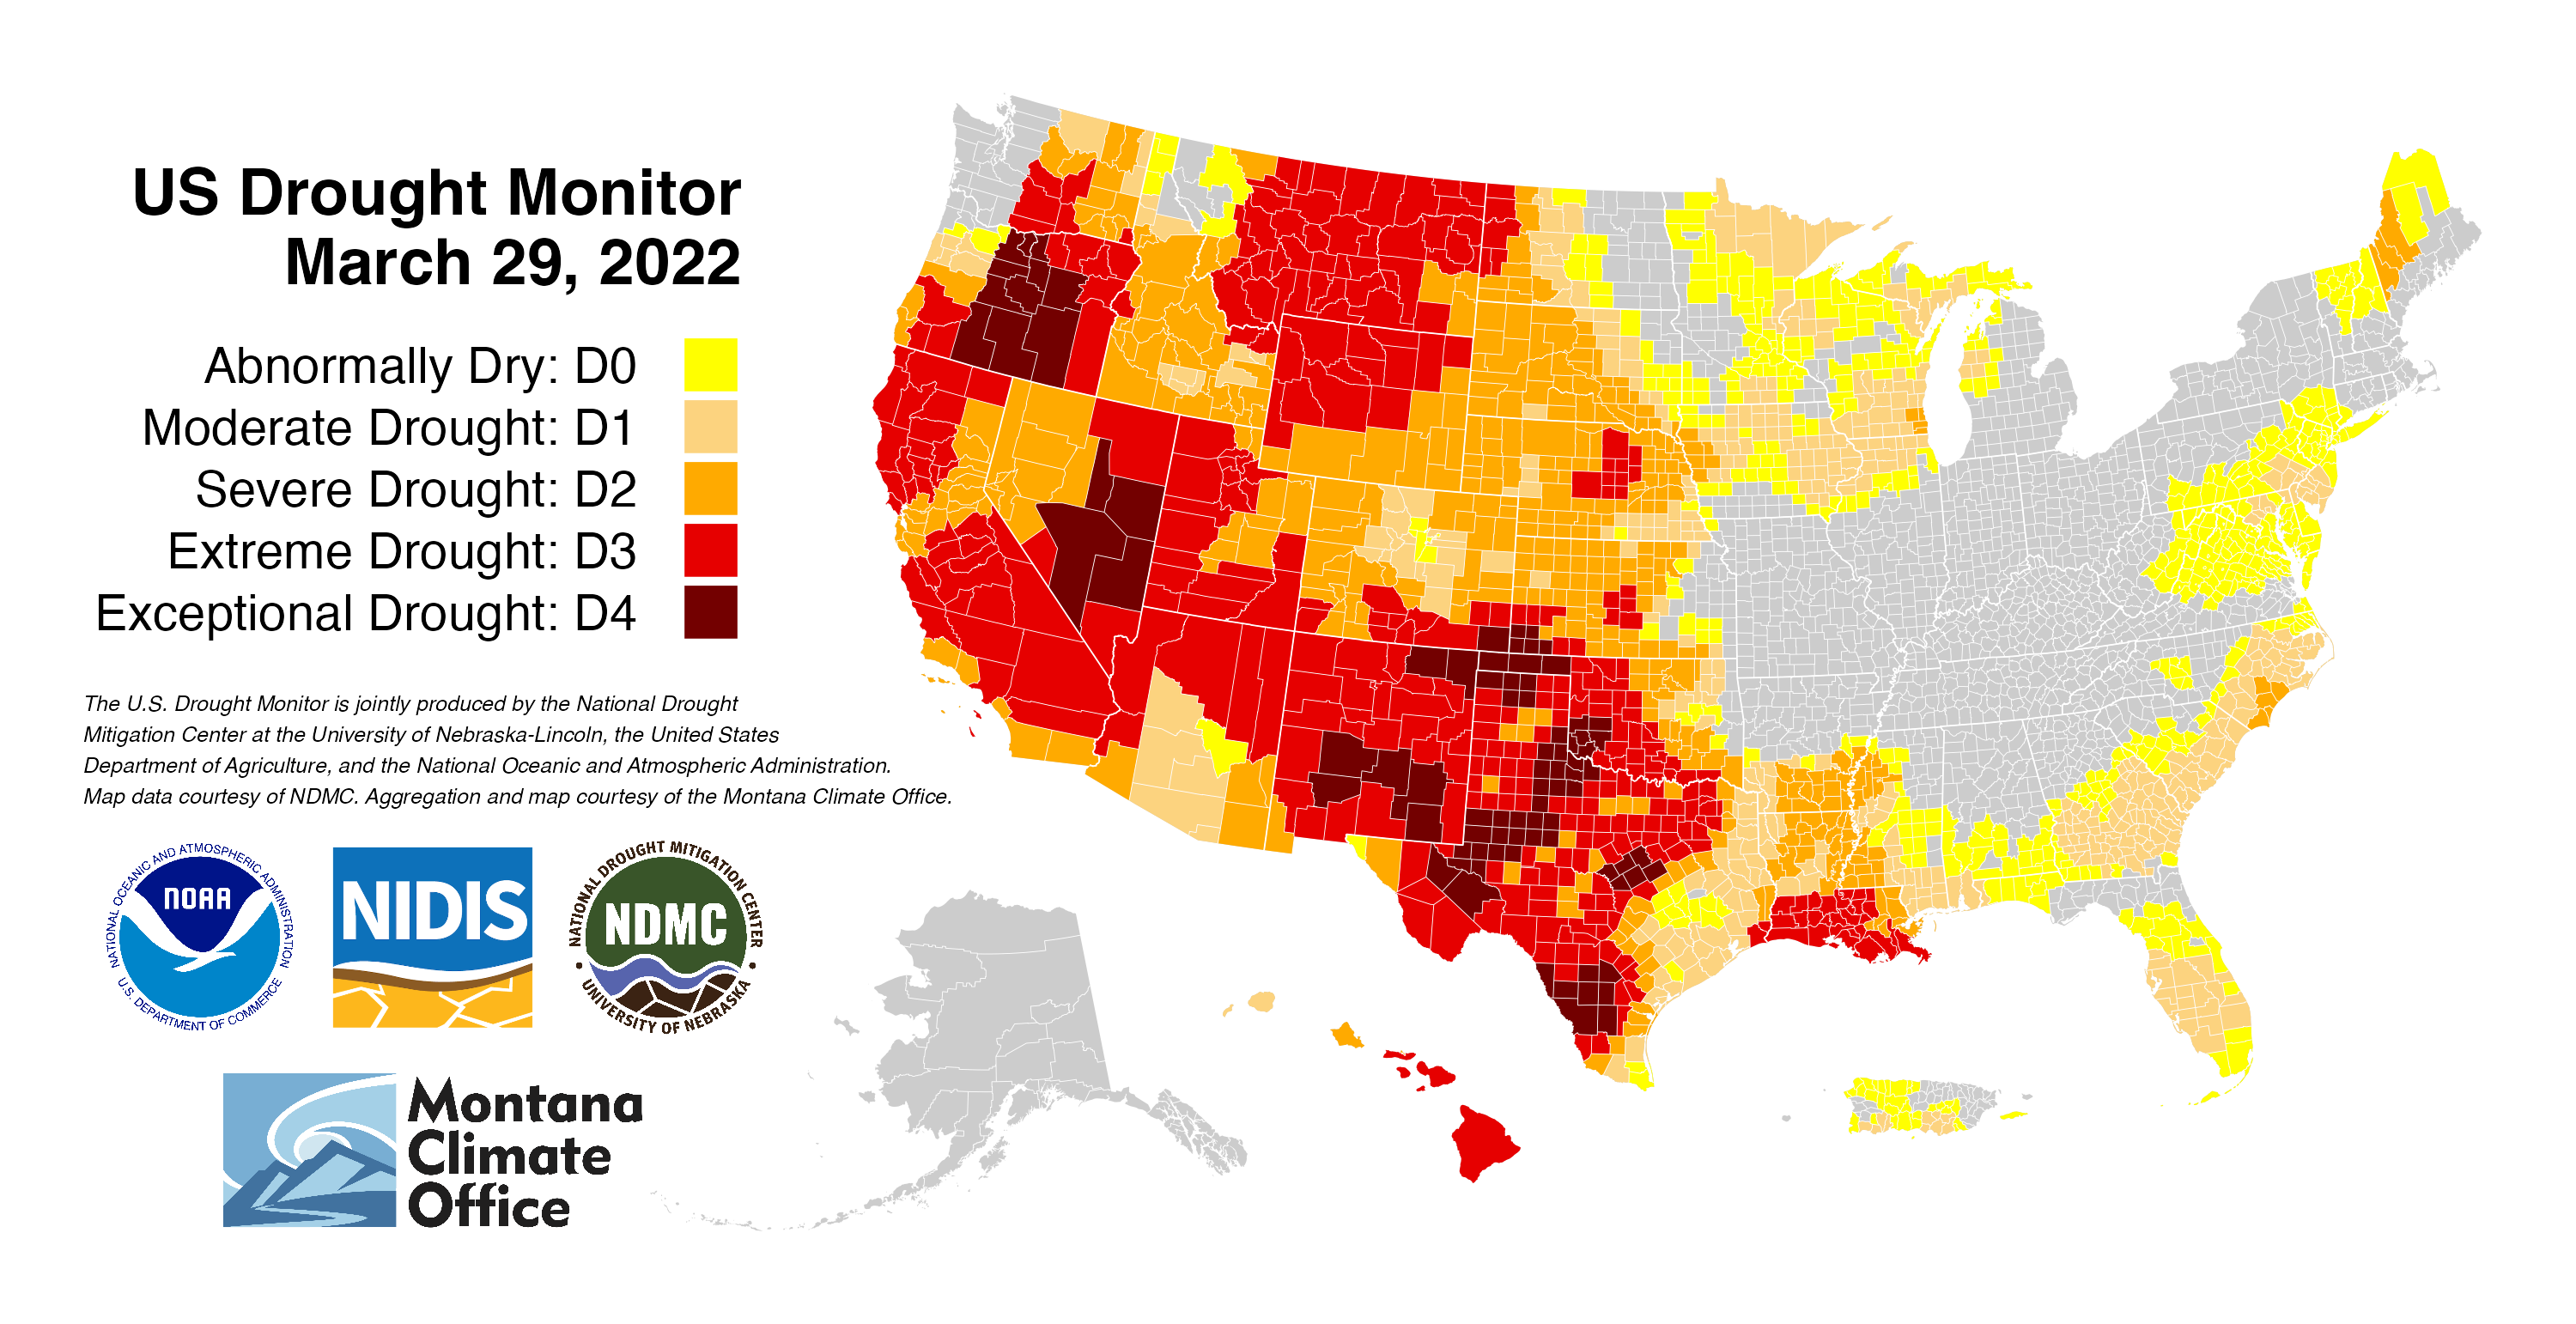 US Drought Monitor
March 29, 2022
Abnormally Dry: D0
Moderate Drought: D1
Severe Drought: D2
Extreme Drought: D3
Exceptional Drought: D4
The U.S. Drought Monitor is jointly produced by the National Drought
Mitigation Center at the University of Nebraska-Lincoln, the United States
Department of Agriculture, and the National Oceanic and Atmospheric Administration.
Map data courtesy of NDMC. Aggregation and map courtesy of the Montana Climate Office.
NATIONAL OCEANIC AND ATMOSPHERIC ADMINISTRATION
NOAA
U.S. DEPARTMENT OF COMMERCE
NIDIS
NATIONAL DROUGHT MITIGATION CENTER
NDMC
UNIVERSITY OF NEBRASKA
Montana
Climate
Office